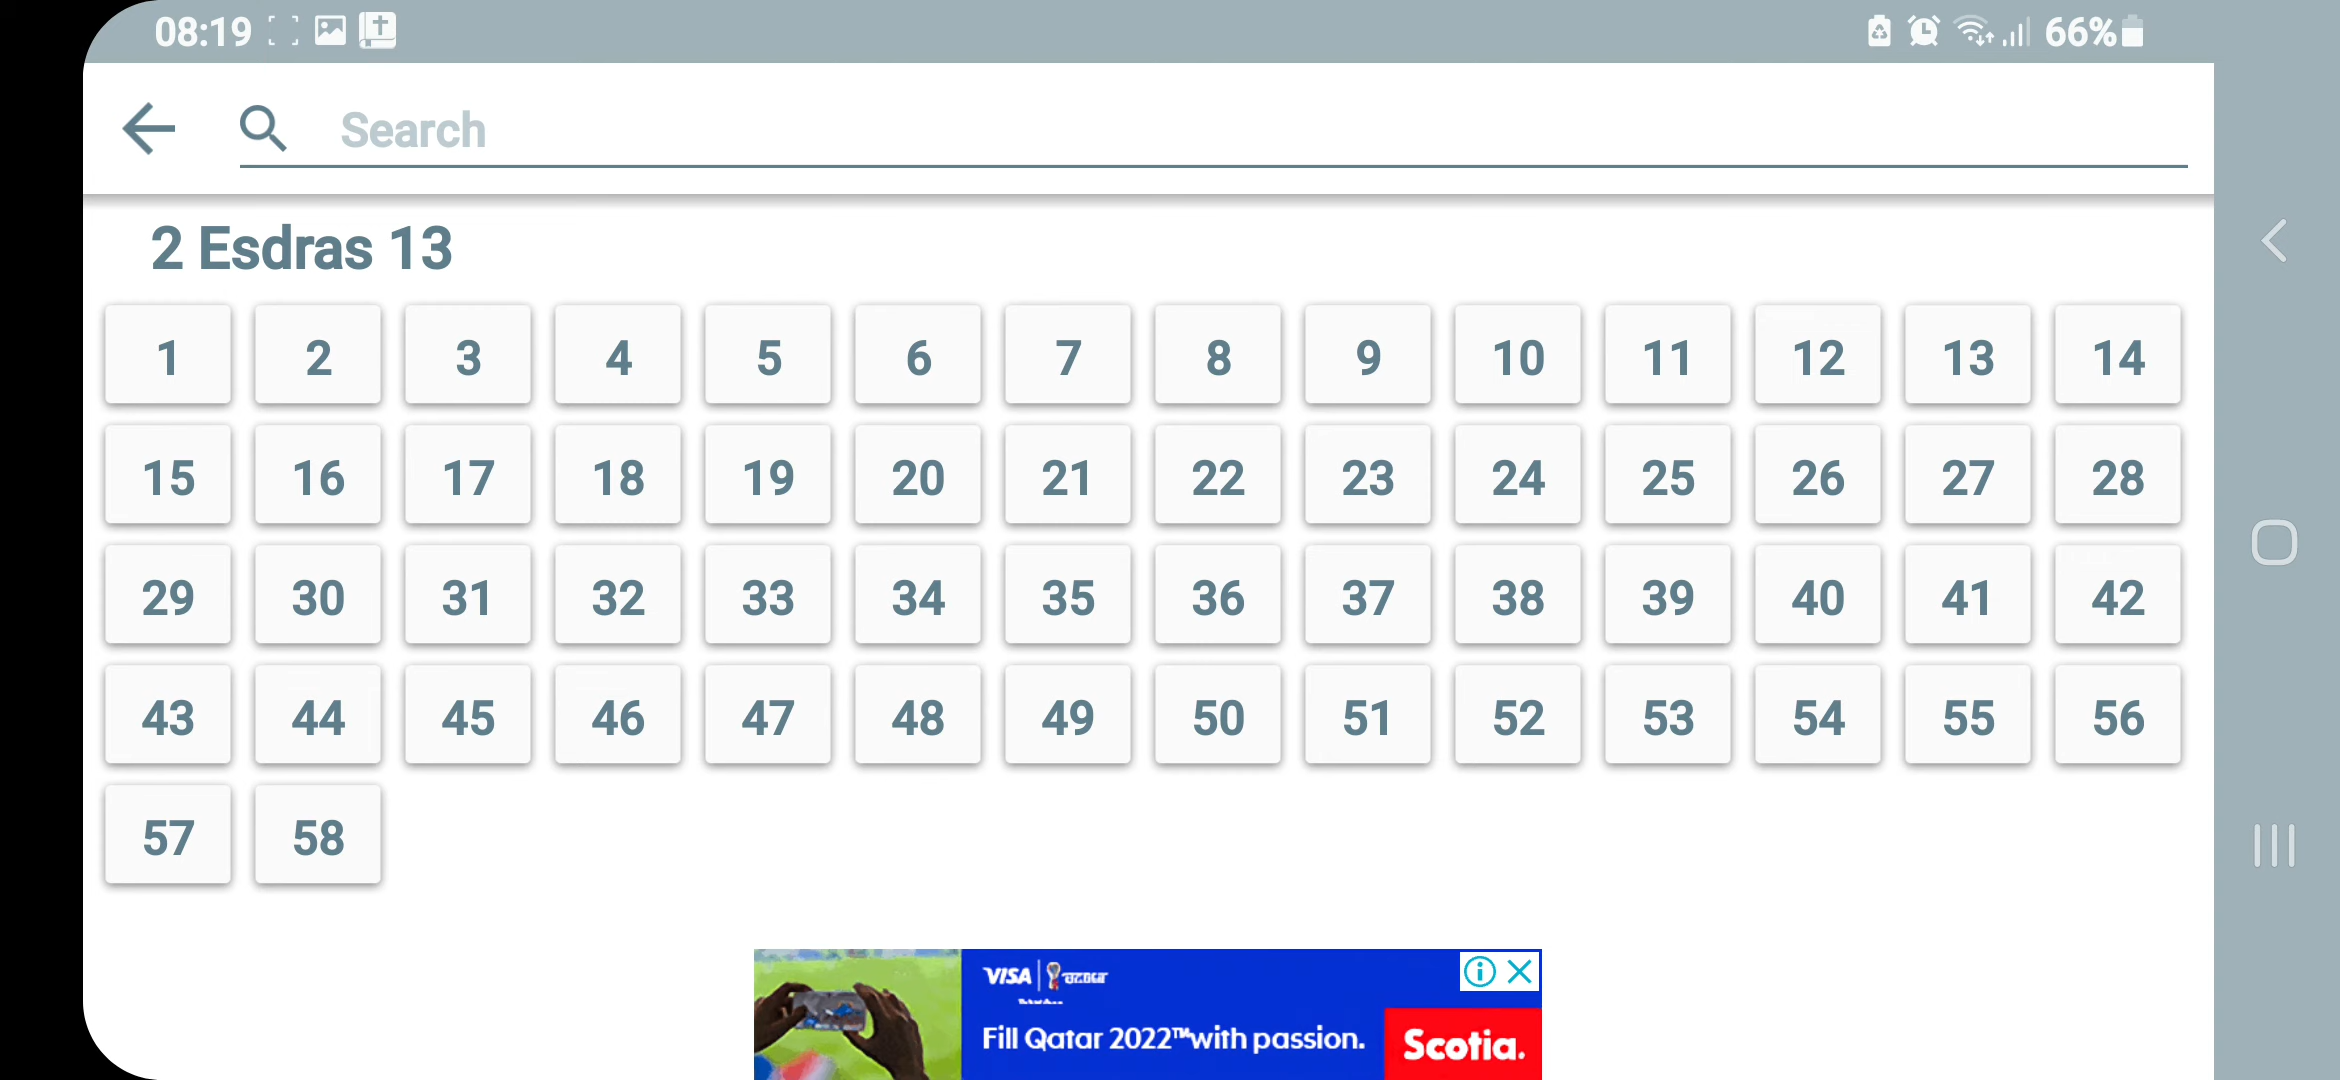 08:19 66%
Search
2 Esdras 13
1 2 3 4 5 6 7 8 9 10 11 12 13 14
15 16 17 18 19 20 21 22 23 24 25 26 27 28
29 30 31 32 33 34 35 36 37 38 39 40 41 42
43 44 45 46 47 48 49 50 51 52 53 54 55 56
57 58
VISA
Fill Qatar 2022™with passion.
Scotia.